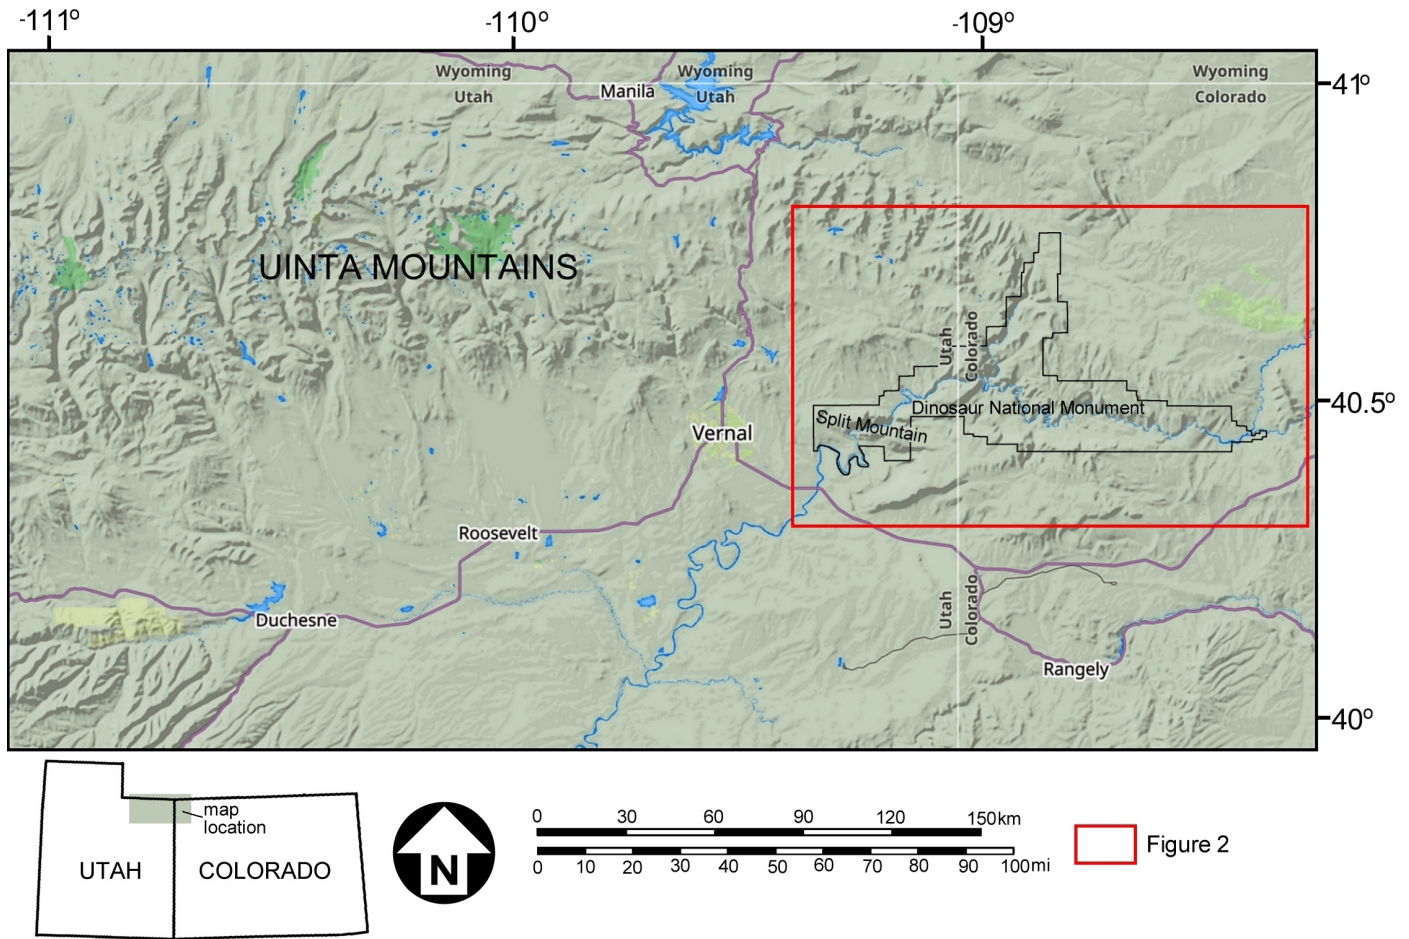 -111º -110º -109º
Wyoming Wyoming Wyoming
Manila
41º
Utah Utah Colorado
UINTA MOUNTAINS
Utah
Colorado
40.5º
Dinosaur National Monument
Split Mountain
Vernal
Roosevelt
Utah
Colorado
Duchesne
Rangely
40º
map
location
UTAH COLORADO
N
0 30 60 90 120 150km
0 10 20 30 40 50 60 70 80 90 100mi
Figure 2